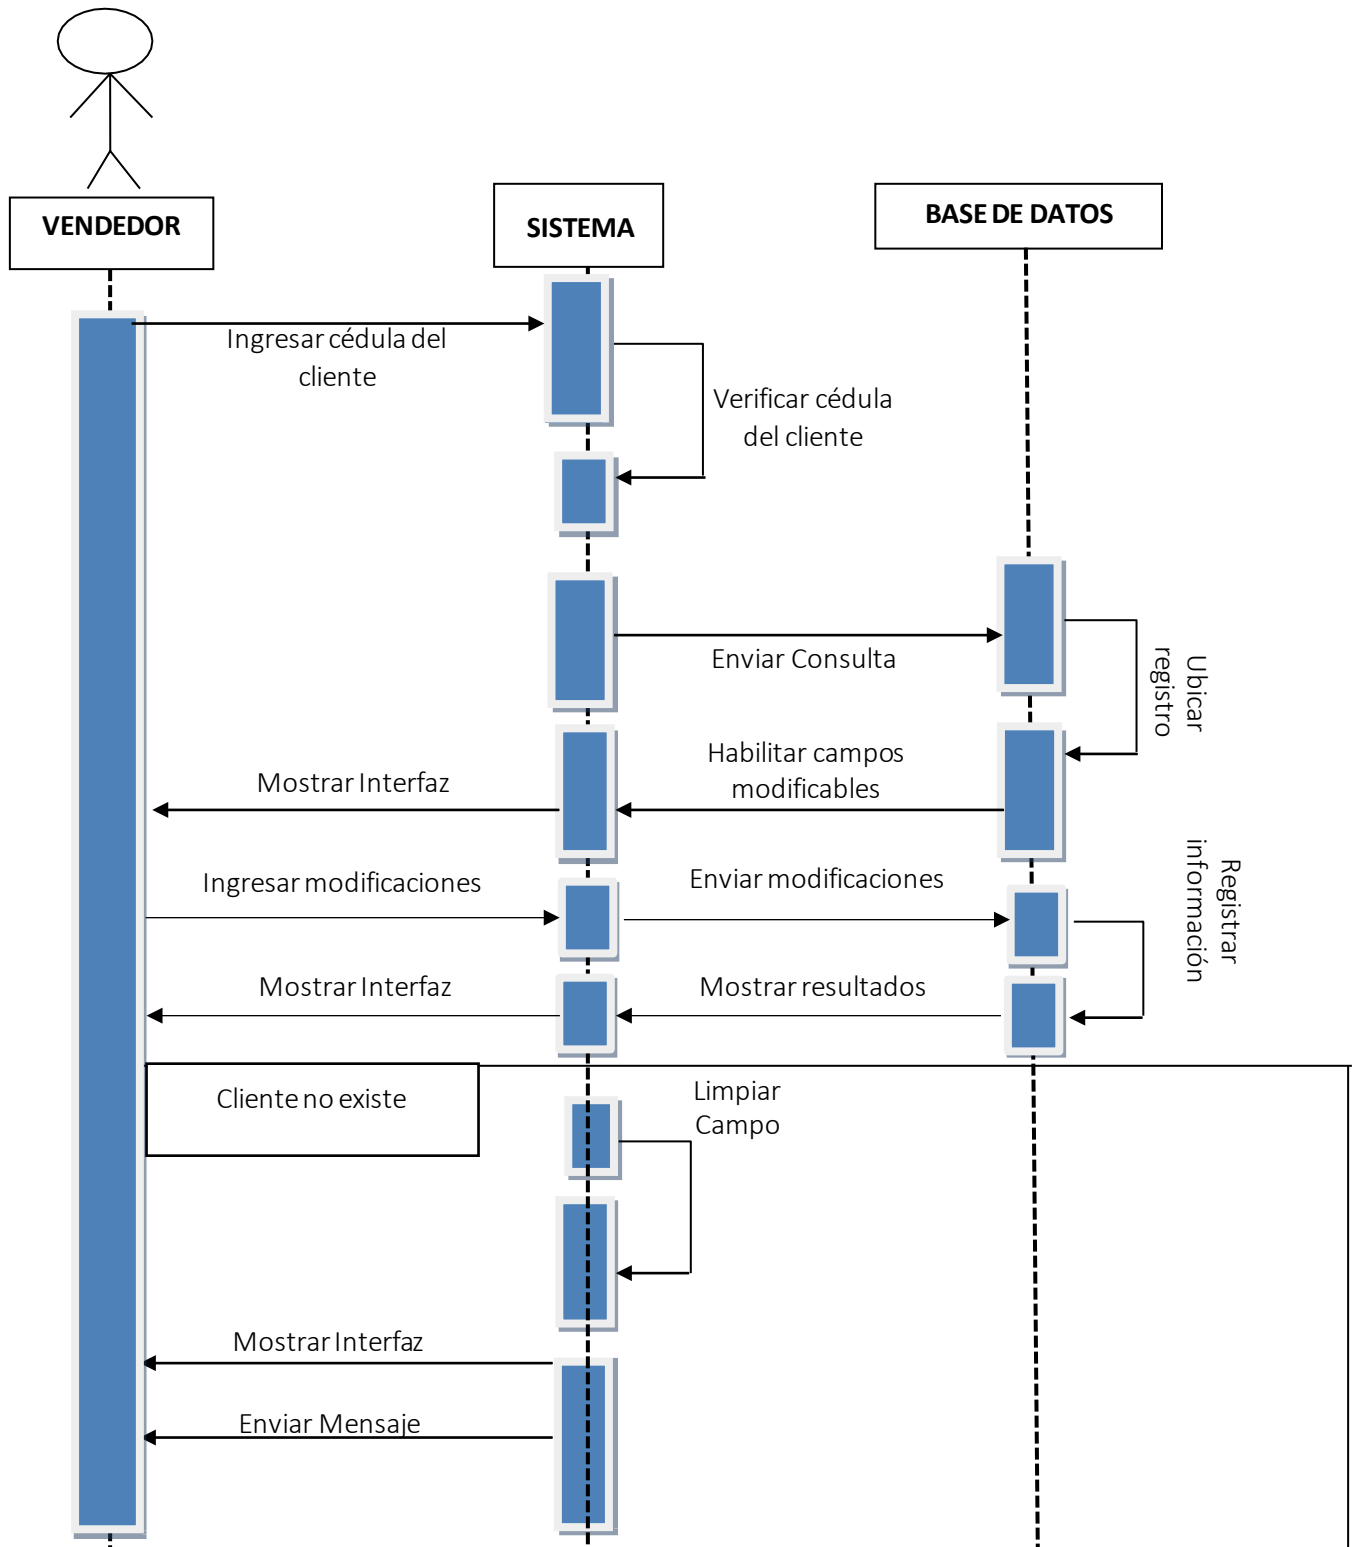 VENDEDOR
SISTEMA
BASE DE DATOS
Ingresar cédula del
cliente
Verificar cédula
del cliente
Enviar Consulta
Ubicar
registro
Habilitar campos
modificables
Mostrar Interfaz
Ingresar modificaciones
Enviar modificaciones
Registrar
información
Mostrar Interfaz
Mostrar resultados
Cliente no existe
Limpiar
Campo
Mostrar Interfaz
Enviar Mensaje